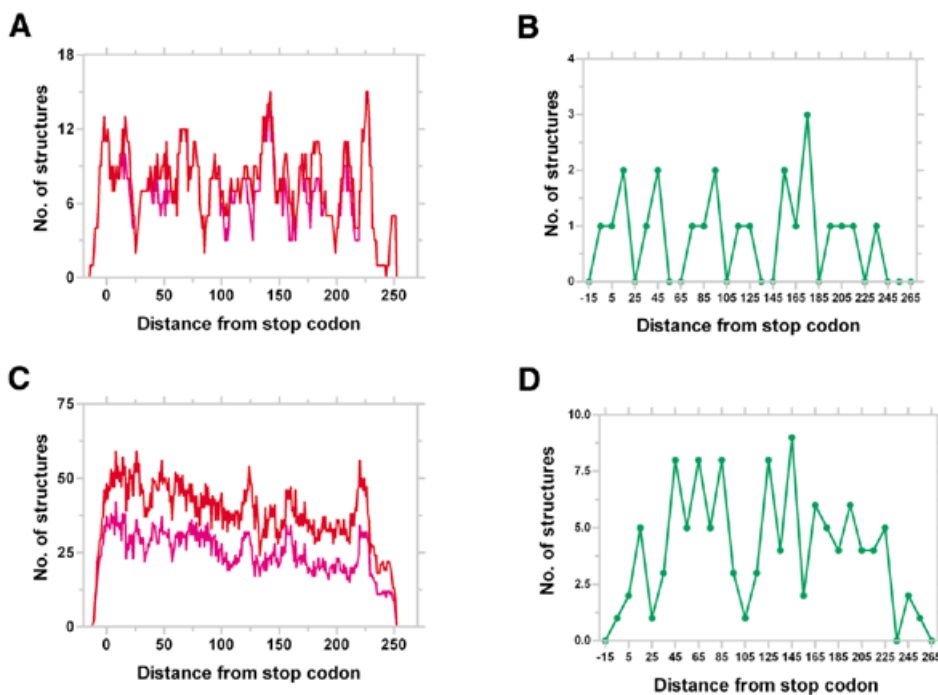 A
No. of structures
18
12
6
0
0 50 100 150 200 250
Distance from stop codon
B
No. of structures
4
3
2
1
0
-15 5 25 45 65 85 105 125 145 165 185 205 225 245 265
Distance from stop codon
C
No. of structures
75
50
25
0
0 50 100 150 200 250
Distance from stop codon
D
No. of structures
10.0
7.5
5.0
2.5
0.0
-15 5 25 45 65 85 105 125 145 165 185 205 225 245 265
Distance from stop codon